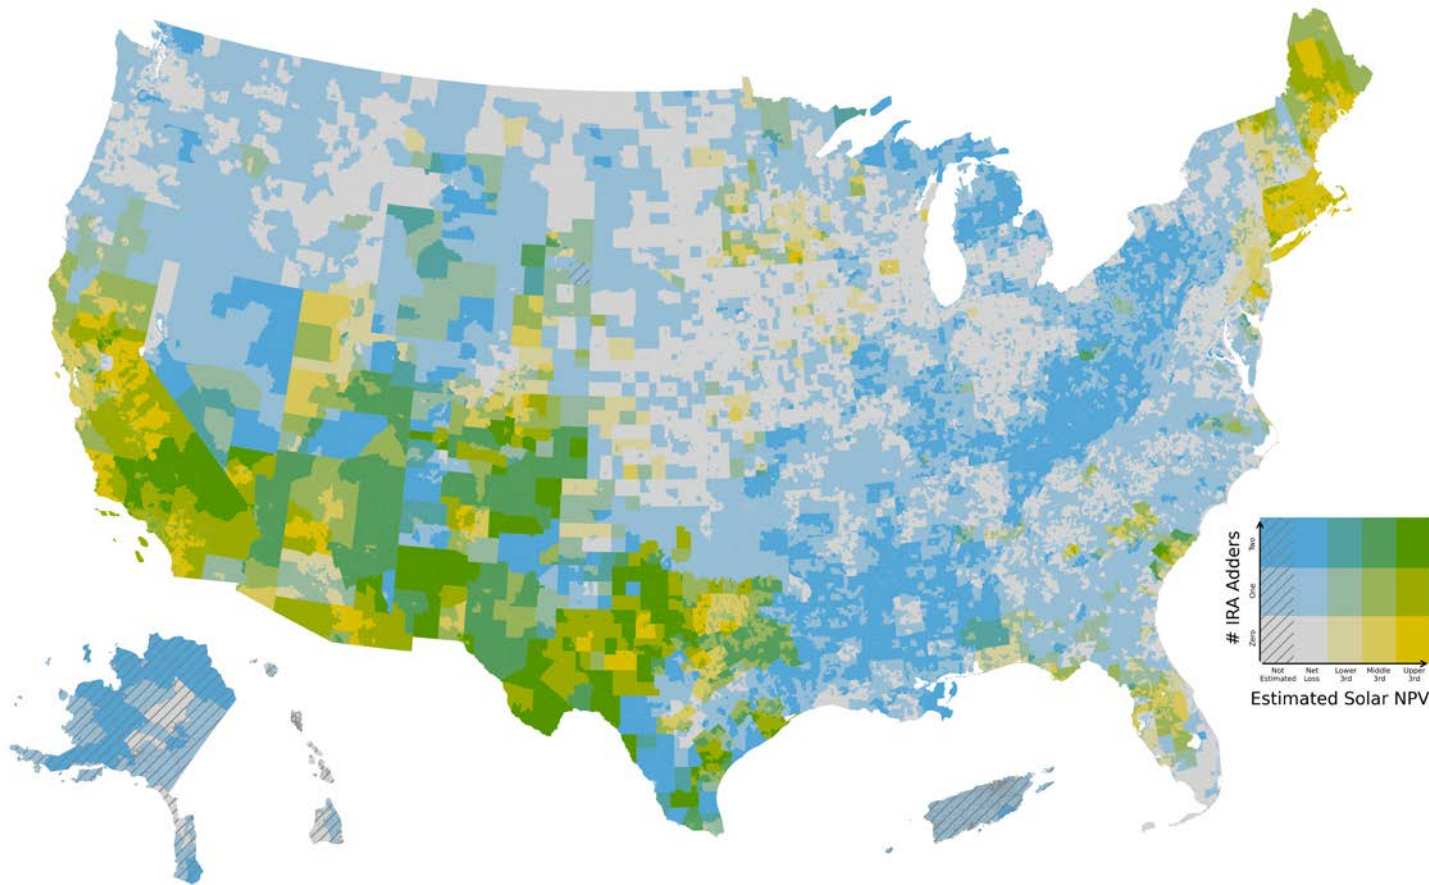 # IRA Adders
Two
One
Zero
Not Estimated
Net Loss
Lower 3rd
Middle 3rd
Upper 3rd
Estimated Solar NPV